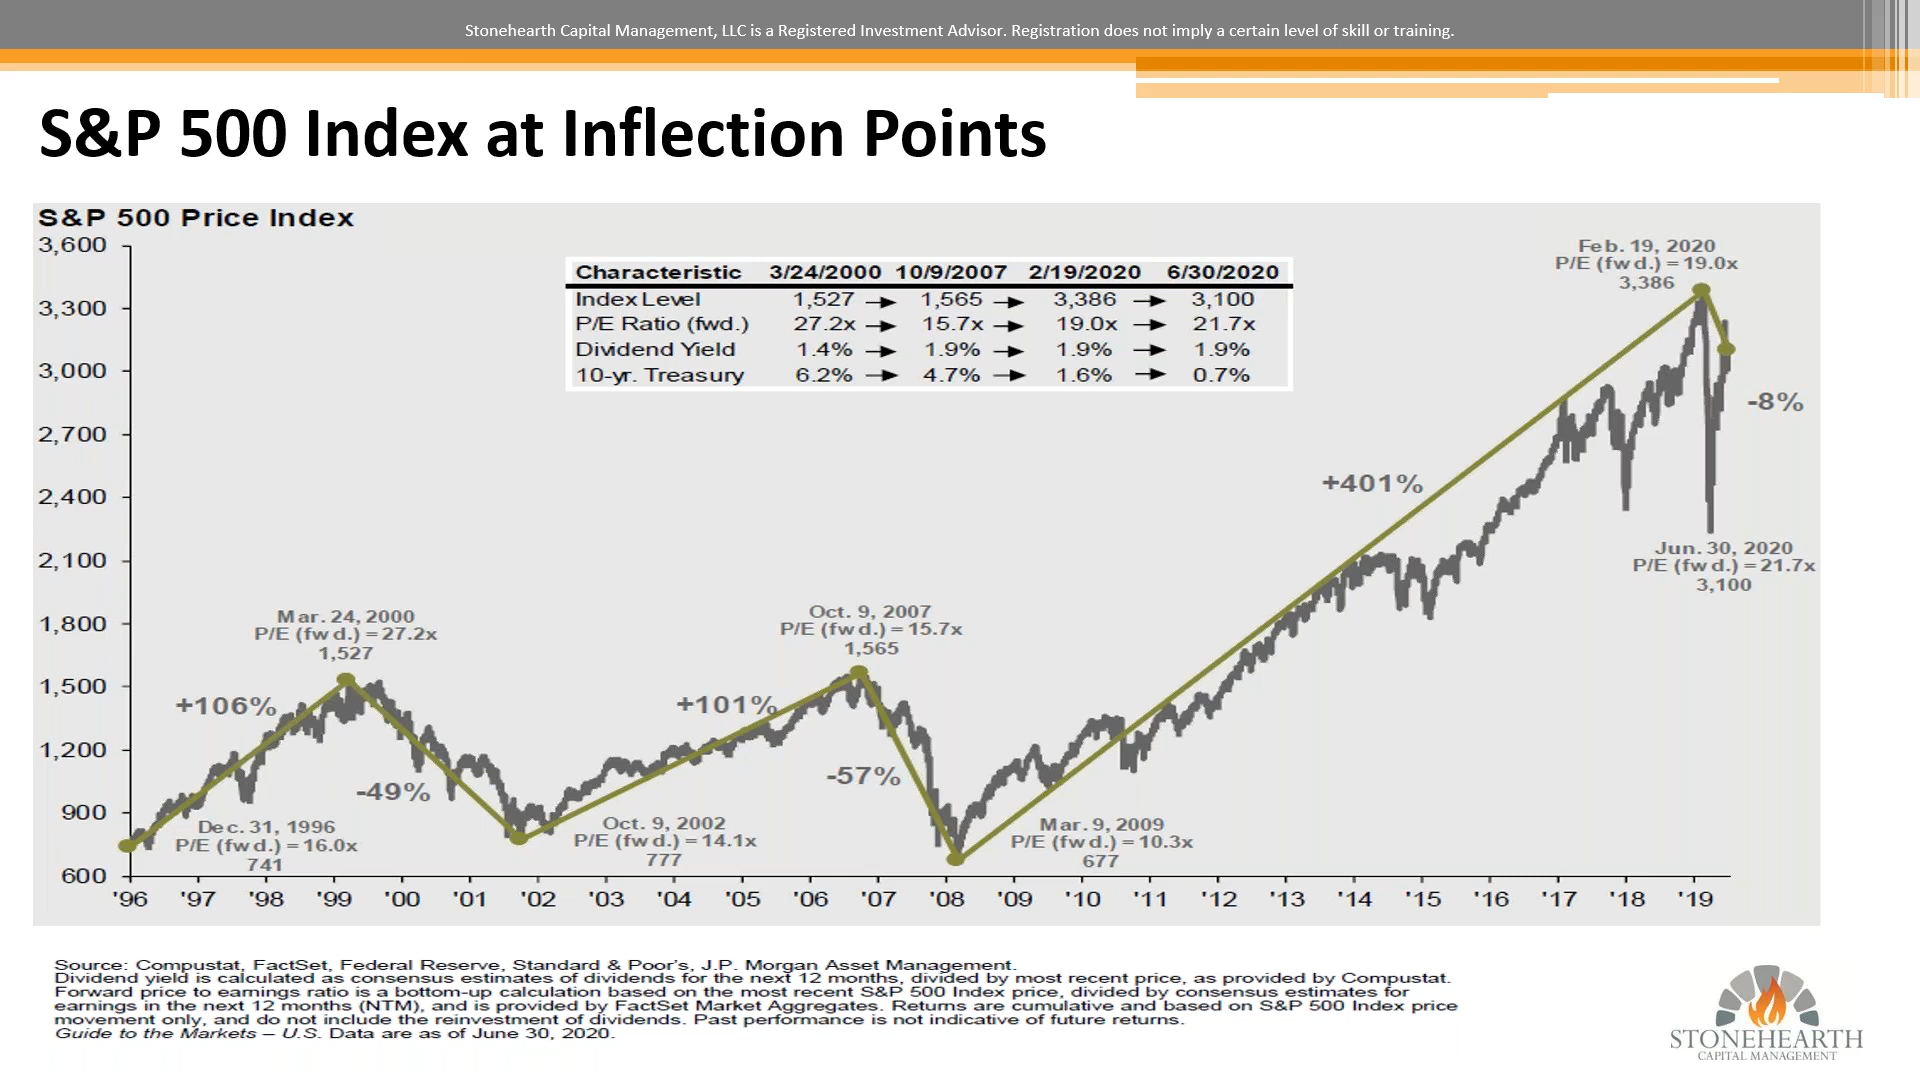 Stonehearth Capital Management, LLC is a Registered Investment Advisor. Registration does not imply a certain level of skill or training.
S&P 500 Index at Inflection Points
S&P 500 Price Index
3,600
3,300
3,000
2,700
2,400
2,100
1,800
1,500
1,200
900
600
Characteristic 3/24/2000 10/9/2007 2/19/2020 6/30/2020
Index Level 1,527 → 1,565 → 3,386 → 3,100
P/E Ratio (fwd.) 27.2x → 15.7x → 19.0x → 21.7x
Dividend Yield 1.4% → 1.9% → 1.9% → 1.9%
10-yr. Treasury 6.2% → 4.7% → 1.6% → 0.7%
Feb. 19, 2020
P/E (fwd.) = 19.0x
3,386
-8%
+401%
Jun. 30, 2020
P/E (fwd.) = 21.7x
3,100
Mar. 24, 2000
P/E (fwd.) = 27.2x
1,527
Oct. 9, 2007
P/E (fwd.) = 15.7x
1,565
+106%
+101%
-49%
-57%
Dec. 31, 1996
P/E (fwd.) = 16.0x
741
Oct. 9, 2002
P/E (fwd.) = 14.1x
777
Mar. 9, 2009
P/E (fwd.) = 10.3x
677
'96 '97 '98 '99 '00 '01 '02 '03 '04 '05 '06 '07 '08 '09 '10 '11 '12 '13 '14 '15 '16 '17 '18 '19
Source: Compustat, FactSet, Federal Reserve, Standard & Poor's, J.P. Morgan Asset Management.
Dividend yield is calculated as consensus estimates of dividends for the next 12 months, divided by most recent price, as provided by Compustat.
Forward price to earnings ratio is a bottom-up calculation based on the most recent S&P 500 Index price, divided by consensus estimates for
earnings in the next 12 months (NTM), and is provided by FactSet Market Aggregates. Returns are cumulative and based on S&P 500 Index price
movement only, and do not include the reinvestment of dividends. Past performance is not indicative of future returns.
Guide to the Markets – U.S. Data are as of June 30, 2020.
STONEHEARTH
CAPITAL MANAGEMENT